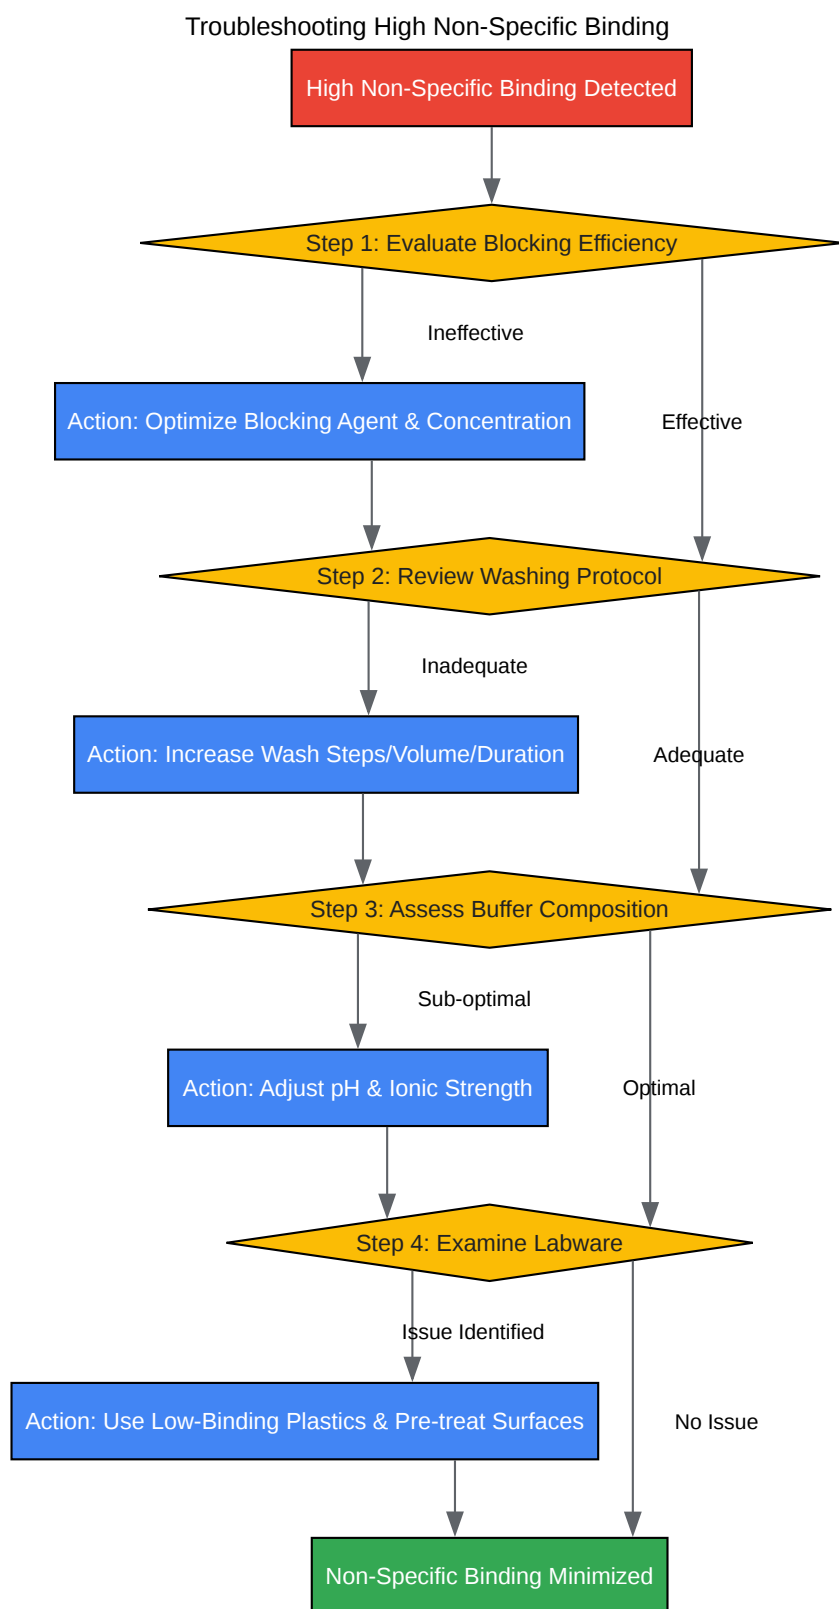 Troubleshooting High Non-Specific Binding
High Non-Specific Binding Detected
Step 1: Evaluate Blocking Efficiency
Ineffective
Action: Optimize Blocking Agent & Concentration
Effective
Step 2: Review Washing Protocol
Inadequate
Action: Increase Wash Steps/Volume/Duration
Adequate
Step 3: Assess Buffer Composition
Sub-optimal
Action: Adjust pH & Ionic Strength
Optimal
Step 4: Examine Labware
Issue Identified
Action: Use Low-Binding Plastics & Pre-treat Surfaces
No Issue
Non-Specific Binding Minimized